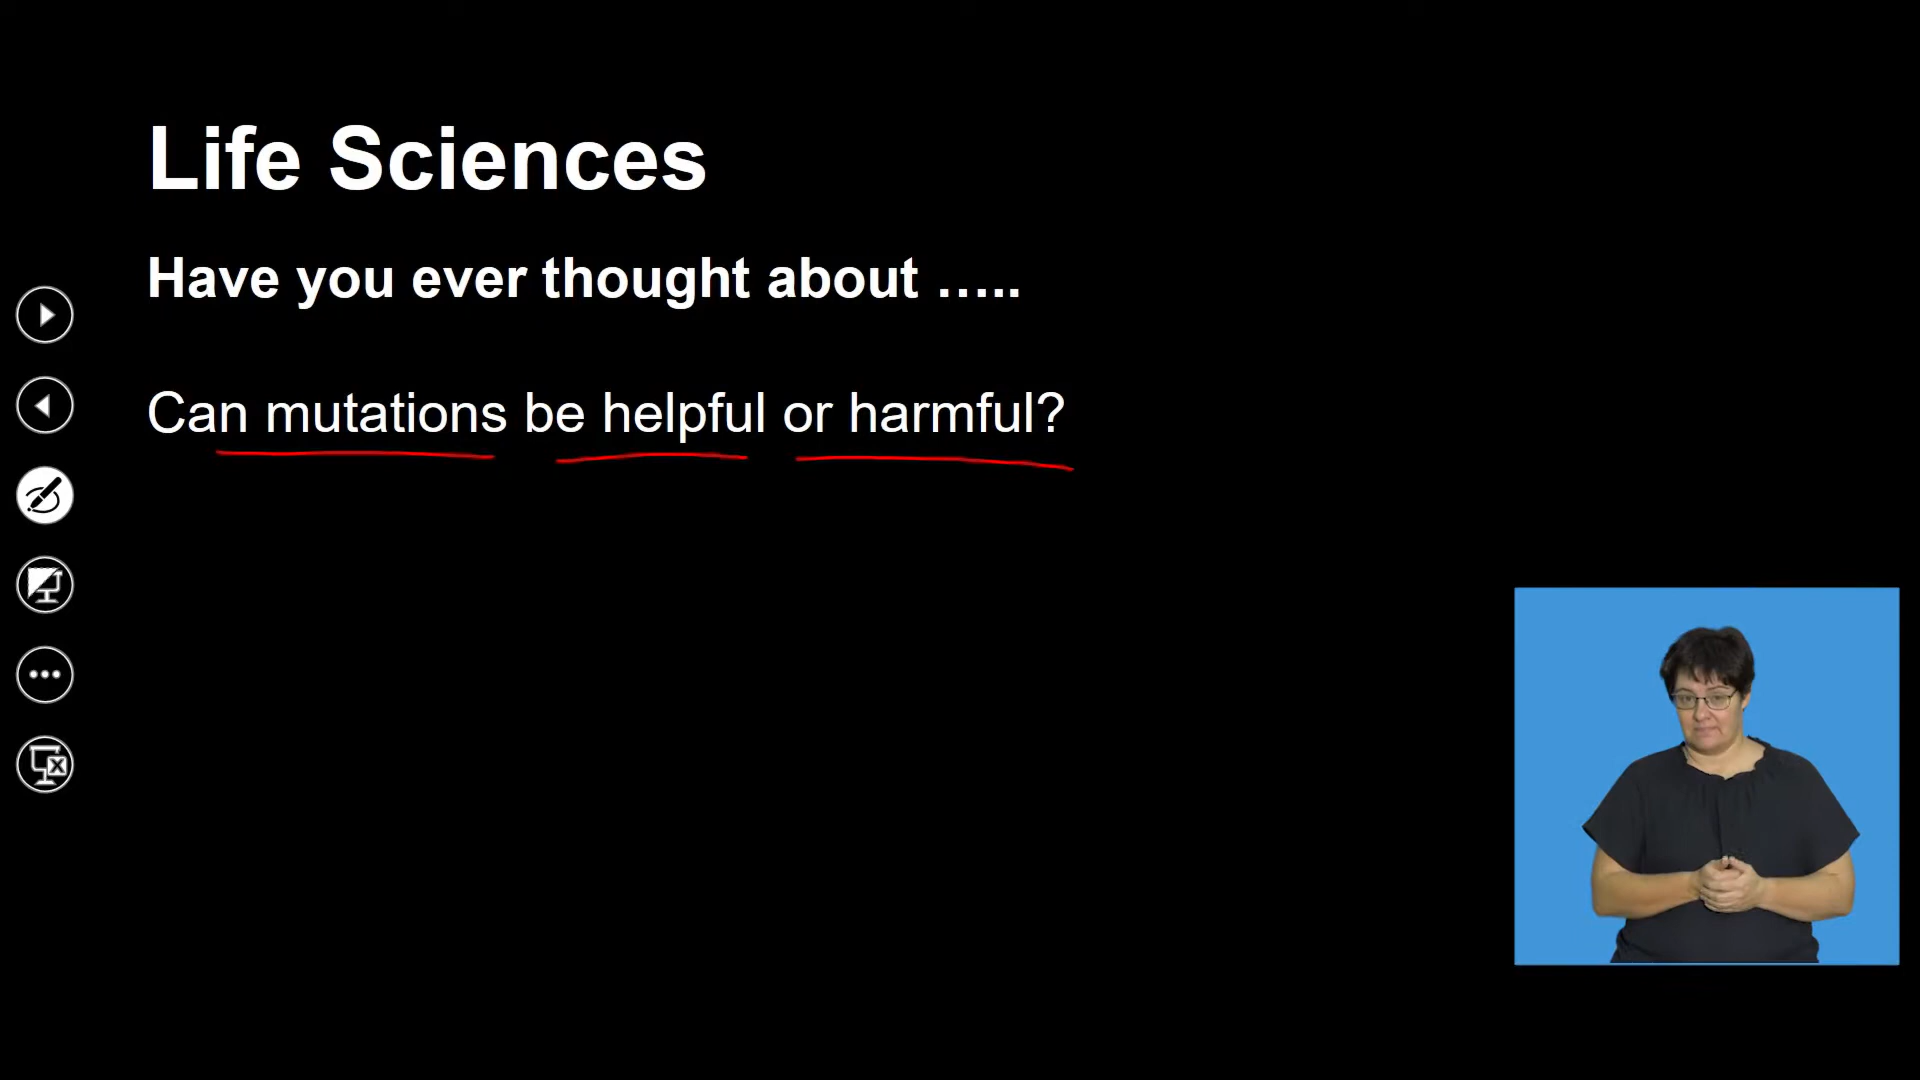 Life Sciences
Have you ever thought about …..
Can mutations be helpful or harmful?